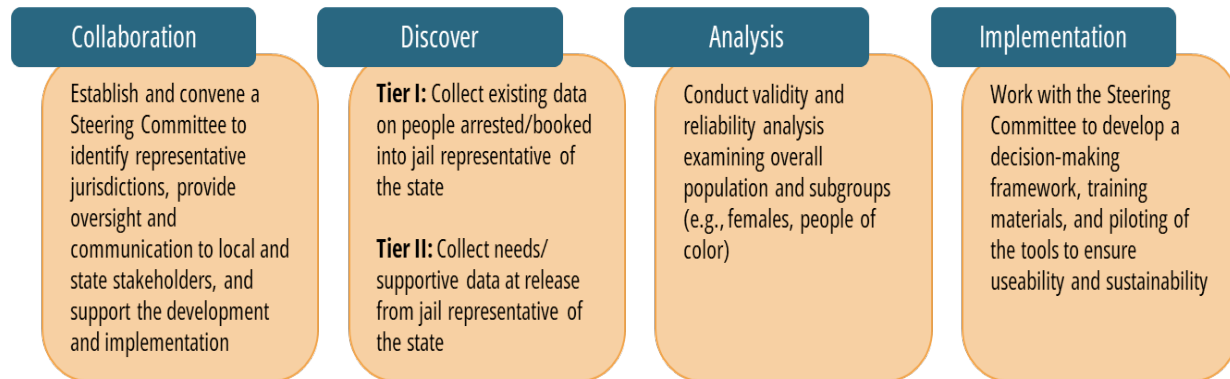 Collaboration
Establish and convene a
Steering Committee to
identify representative
jurisdictions, provide
oversight and
communication to local and
state stakeholders, and
support the development
and implementation
Discover
Tier I: Collect existing data
on people arrested/booked
into jail representative of
the state
Tier II: Collect needs/
supportive data at release
from jail representative of
the state
Analysis
Conduct validity and
reliability analysis
examining overall
population and subgroups
(e.g., females, people of
color)
Implementation
Work with the Steering
Committee to develop a
decision-making
framework, training
materials, and piloting of
the tools to ensure
useability and sustainability